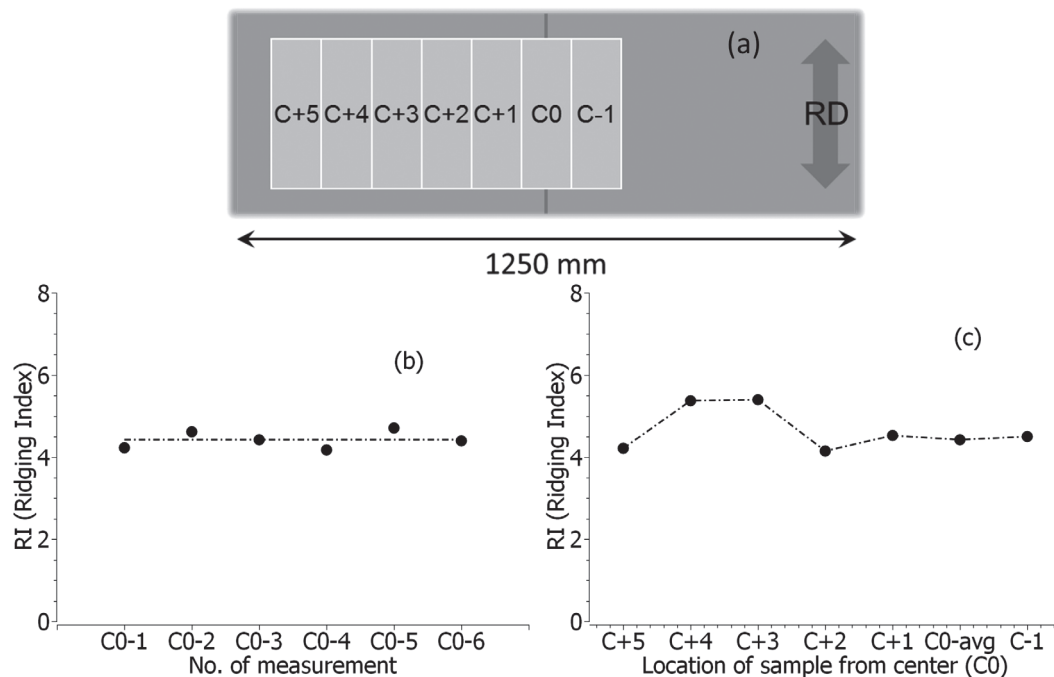 (a)
C+5 C+4 C+3 C+2 C+1 C0 C-1
RD
1250 mm
8
6
4
2
0
RI (Ridging Index)
(b)
C0-1 C0-2 C0-3 C0-4 C0-5 C0-6
No. of measurement
8
6
4
2
0
RI (Ridging Index)
(c)
C+5 C+4 C+3 C+2 C+1 C0-avg C-1
Location of sample from center (C0)